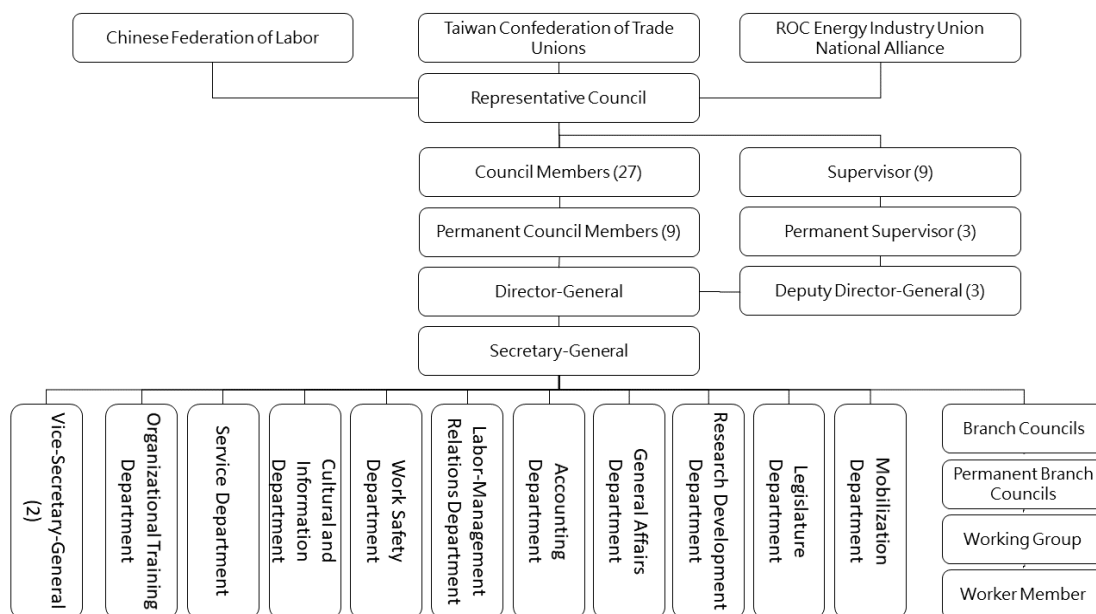 Chinese Federation of Labor
Taiwan Confederation of Trade
Unions
ROC Energy Industry Union
National Alliance
Representative Council
Council Members (27)
Supervisor (9)
Permanent Council Members (9)
Permanent Supervisor (3)
Director-General
Deputy Director-General (3)
Secretary-General
Vice-Secretary-General
(2)
Organizational Training
Department
Service Department
Cultural and
Information
Department
Work Safety
Department
Labor-Management
Relations Department
Accounting
Department
General Affairs
Department
Research Development
Department
Legislature
Department
Mobilization
Department
Branch Councils
Permanent Branch
Councils
Working Group
Worker Member